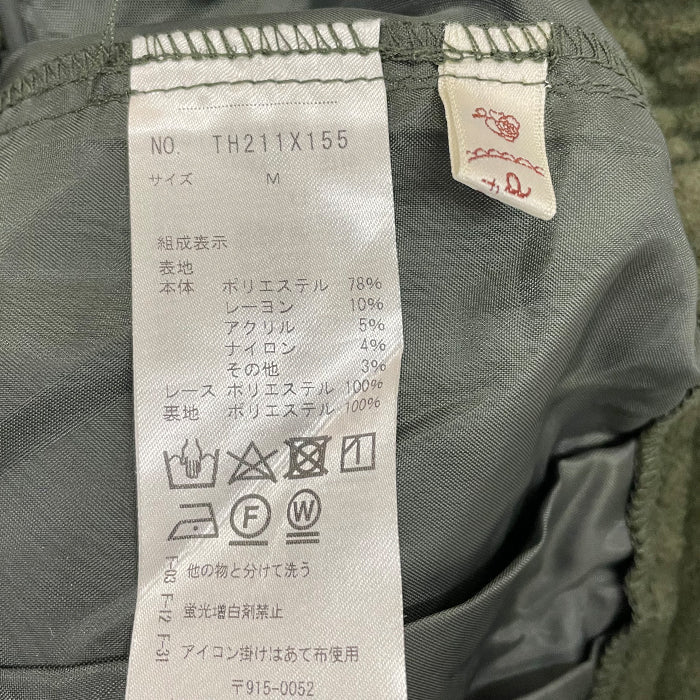 NO. TH211X155
サイズ M
組成表示
表地
本体 ポリエステル 78%
レーヨン 10%
アクリル 5%
ナイロン 4%
その他 3%
レース ポリエステル 100%
裏地 ポリエステル 100%
F
W
F-03 他の物と分けて洗う
F-12 蛍光増白剤禁止
F-31 アイロン掛けはあて布使用
〒915-0052